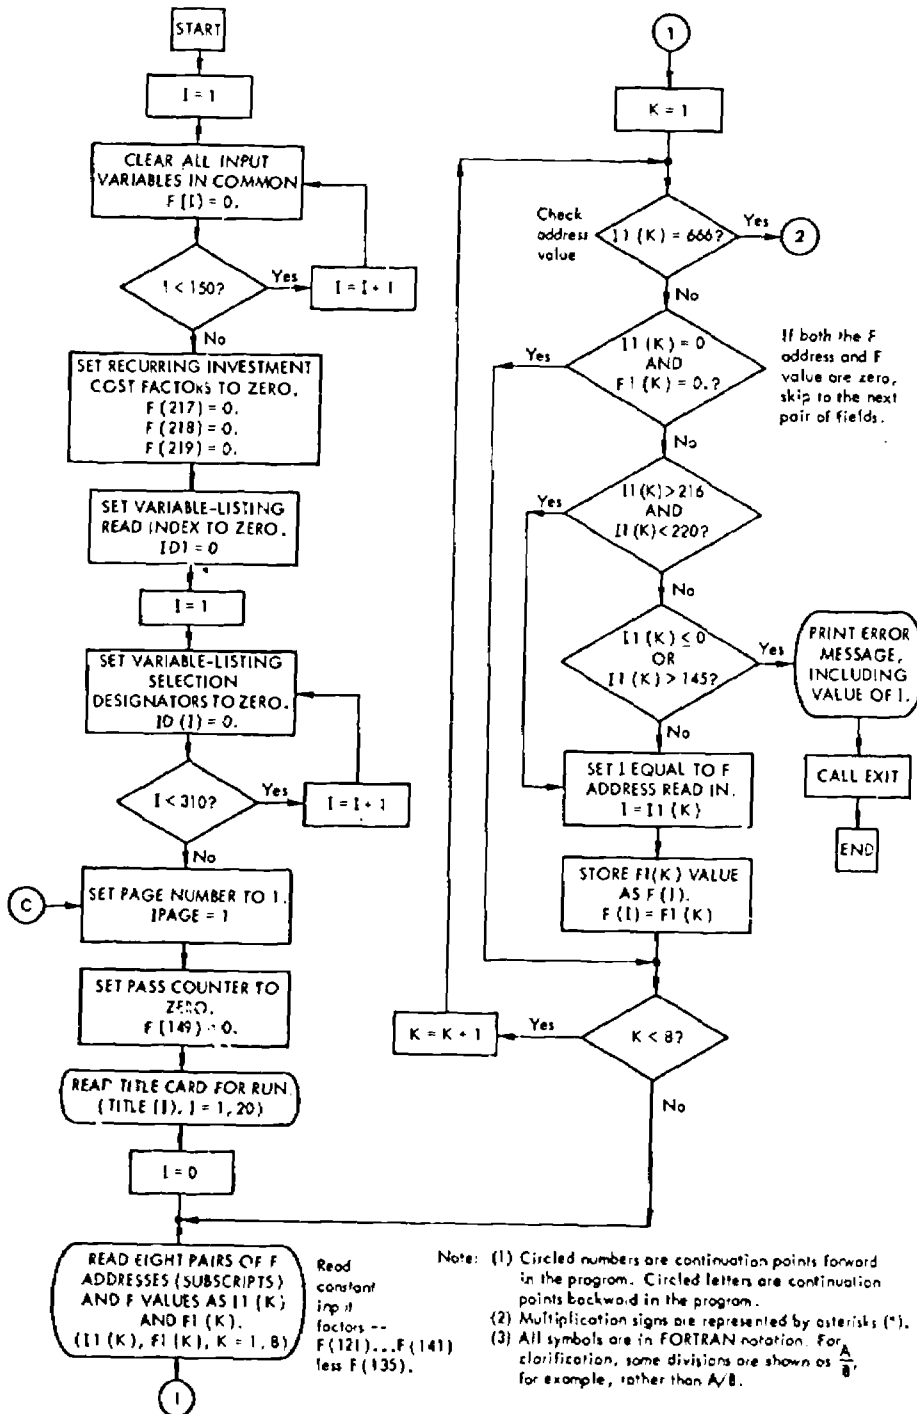 START
I = 1
CLEAR ALL INPUT
VARIABLES IN COMMON
F (I) = 0.
I < 150?
Yes
I = I + 1
No
SET RECURRING INVESTMENT
COST FACTORS TO ZERO.
F (217) = 0.
F (218) = 0.
F (219) = 0.
SET VARIABLE-LISTING
READ INDEX TO ZERO.
ID1 = 0
I = 1
SET VARIABLE-LISTING
SELECTION
DESIGNATORS TO ZERO.
ID (I) = 0.
I < 310?
Yes
I = I + 1
No
C
SET PAGE NUMBER TO 1.
IPAGE = 1
SET PASS COUNTER TO
ZERO.
F (149) = 0.
READ TITLE CARD FOR RUN.
(TITLE (I), I = 1, 20)
I = 0
READ EIGHT PAIRS OF F
ADDRESSES (SUBSCRIPTS)
AND F VALUES AS I1 (K)
AND F1 (K).
(I1 (K), F1 (K), K = 1, 8)
Read
constant
input
factors --
F (121)...F (141)
less F (135).
1
1
K = 1
Check
address
value
I1 (K) = 666?
Yes
2
No
I1 (K) = 0
AND
F1 (K) = 0.?
Yes
If both the F
address and F
value are zero,
skip to the next
pair of fields.
No
I1 (K) > 216
AND
I1 (K) < 220?
Yes
No
I1 (K) ≤ 0
OR
I1 (K) > 145?
Yes
PRINT ERROR
MESSAGE,
INCLUDING
VALUE OF I.
CALL EXIT
END
No
SET I EQUAL TO F
ADDRESS READ IN.
I = I1 (K)
STORE F1(K) VALUE
AS F (I).
F (I) = F1 (K)
K < 8?
Yes
K = K + 1
No
Note: (1) Circled numbers are continuation points forward
in the program. Circled letters are continuation
points backward in the program.
(2) Multiplication signs are represented by asterisks (*).
(3) All symbols are in FORTRAN notation. For
clarification, some divisions are shown as A/B,
for example, rather than A/B.